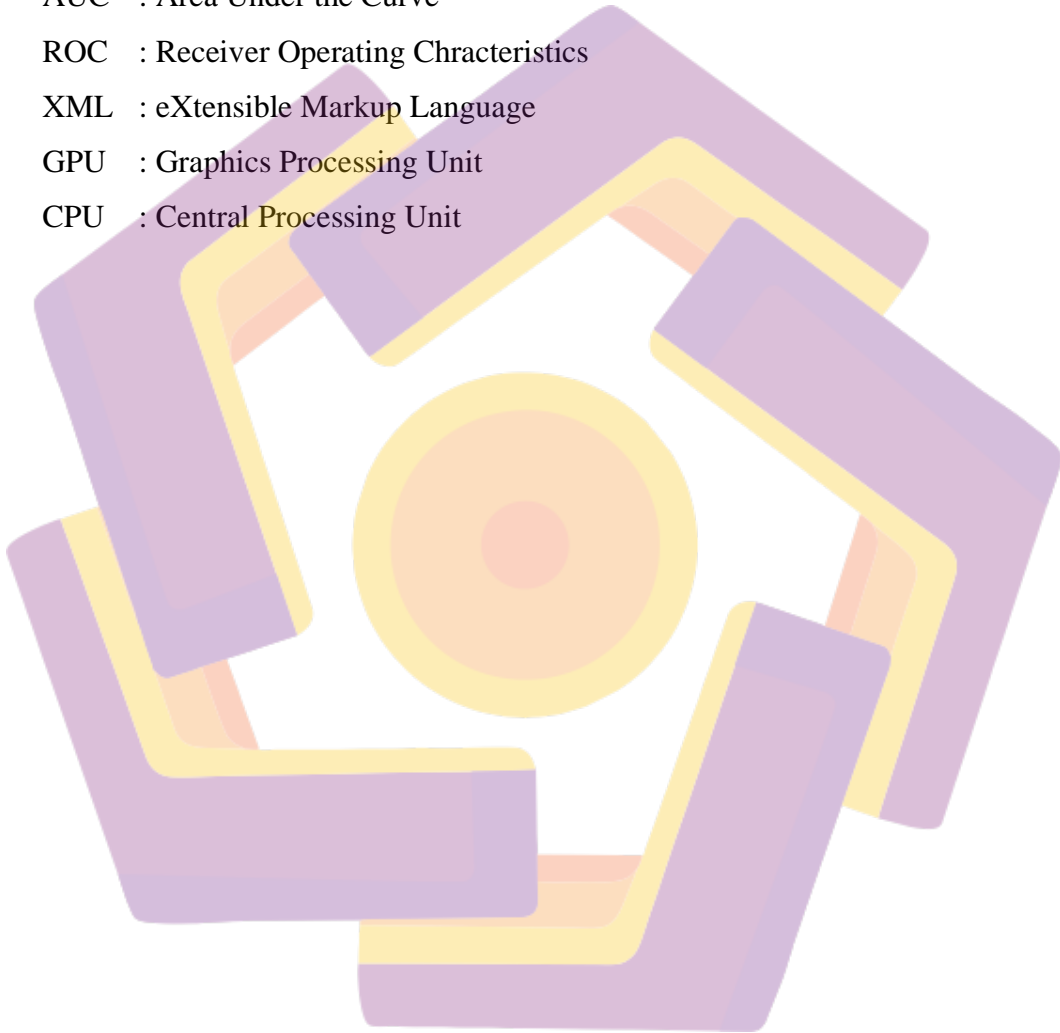 AUC : Area Under the Curve
ROC : Receiver Operating Chracteristics
XML : eXtensible Markup Language
GPU : Graphics Processing Unit
CPU : Central Processing Unit